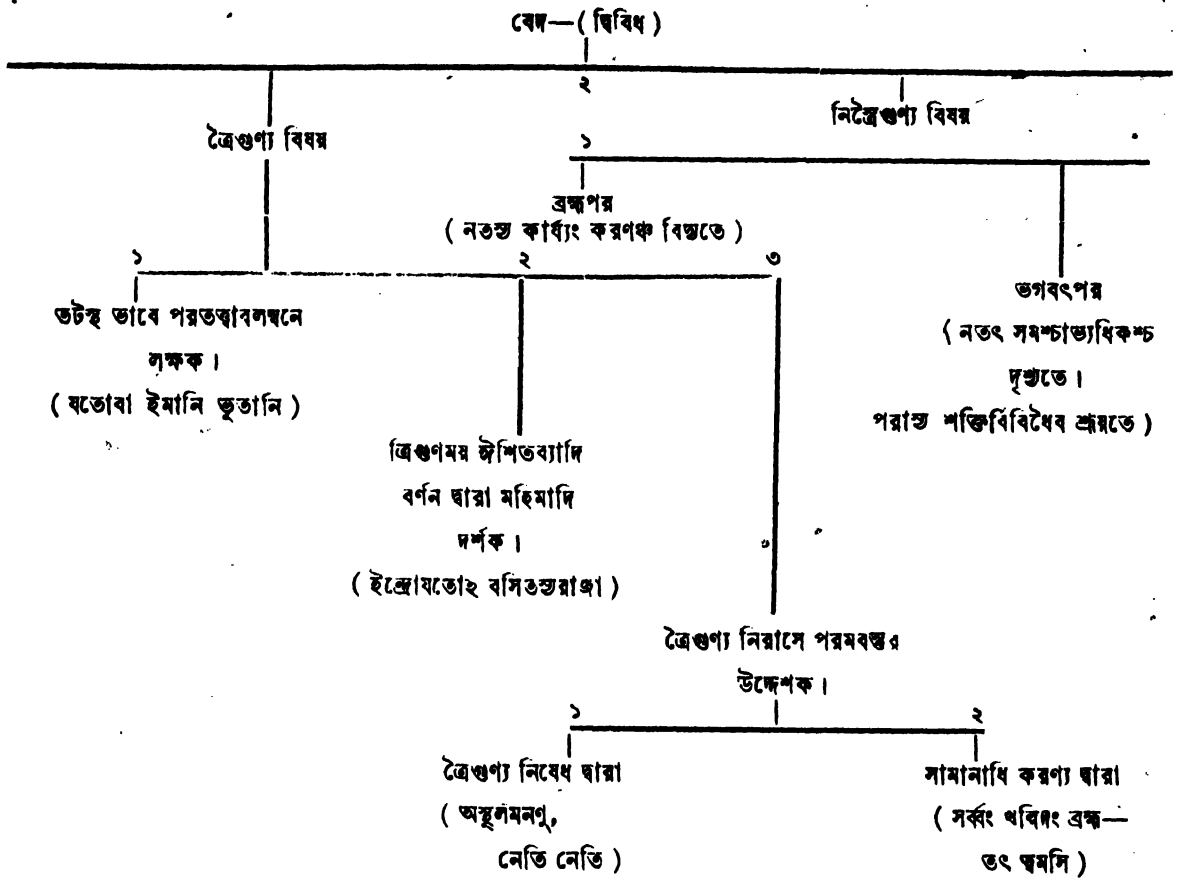 বেদ—( দ্বিবিধ )
২
ত্রৈগুণ্য বিষয়
নিস্ত্রৈগুণ্য বিষয়
১
ব্রহ্মপর
( নতস্য কার্য্যং করণঞ্চ বিদ্যতে )
ভগবৎপর
( নতৎ সমশ্চাভ্যধিকশ্চ
দৃশ্যতে ।
পরাস্য শক্তির্বিবিধৈব শ্রূয়তে )
১
২
৩
তটস্থ ভাবে পরতত্ত্বাবলম্বনে
লক্ষক ।
( যতোবা ইমানি ভূতানি )
ত্রিগুণময় ঈশিতব্যাদি
বর্ণন দ্বারা মহিমাদি
দর্শক ।
( ইন্দ্রোযতোঽ বসিতস্যরাজা )
ত্রৈগুণ্য নিরাসে পরমবস্তুর
উদ্দেশক ।
১
২
ত্রৈগুণ্য নিষেধ দ্বারা
( অস্থূলমনণু,
নেতি নেতি )
সামানাধি করণ্য দ্বারা
( সর্ব্বং খল্বিদং ব্রহ্ম—
তৎ ত্বমসি )